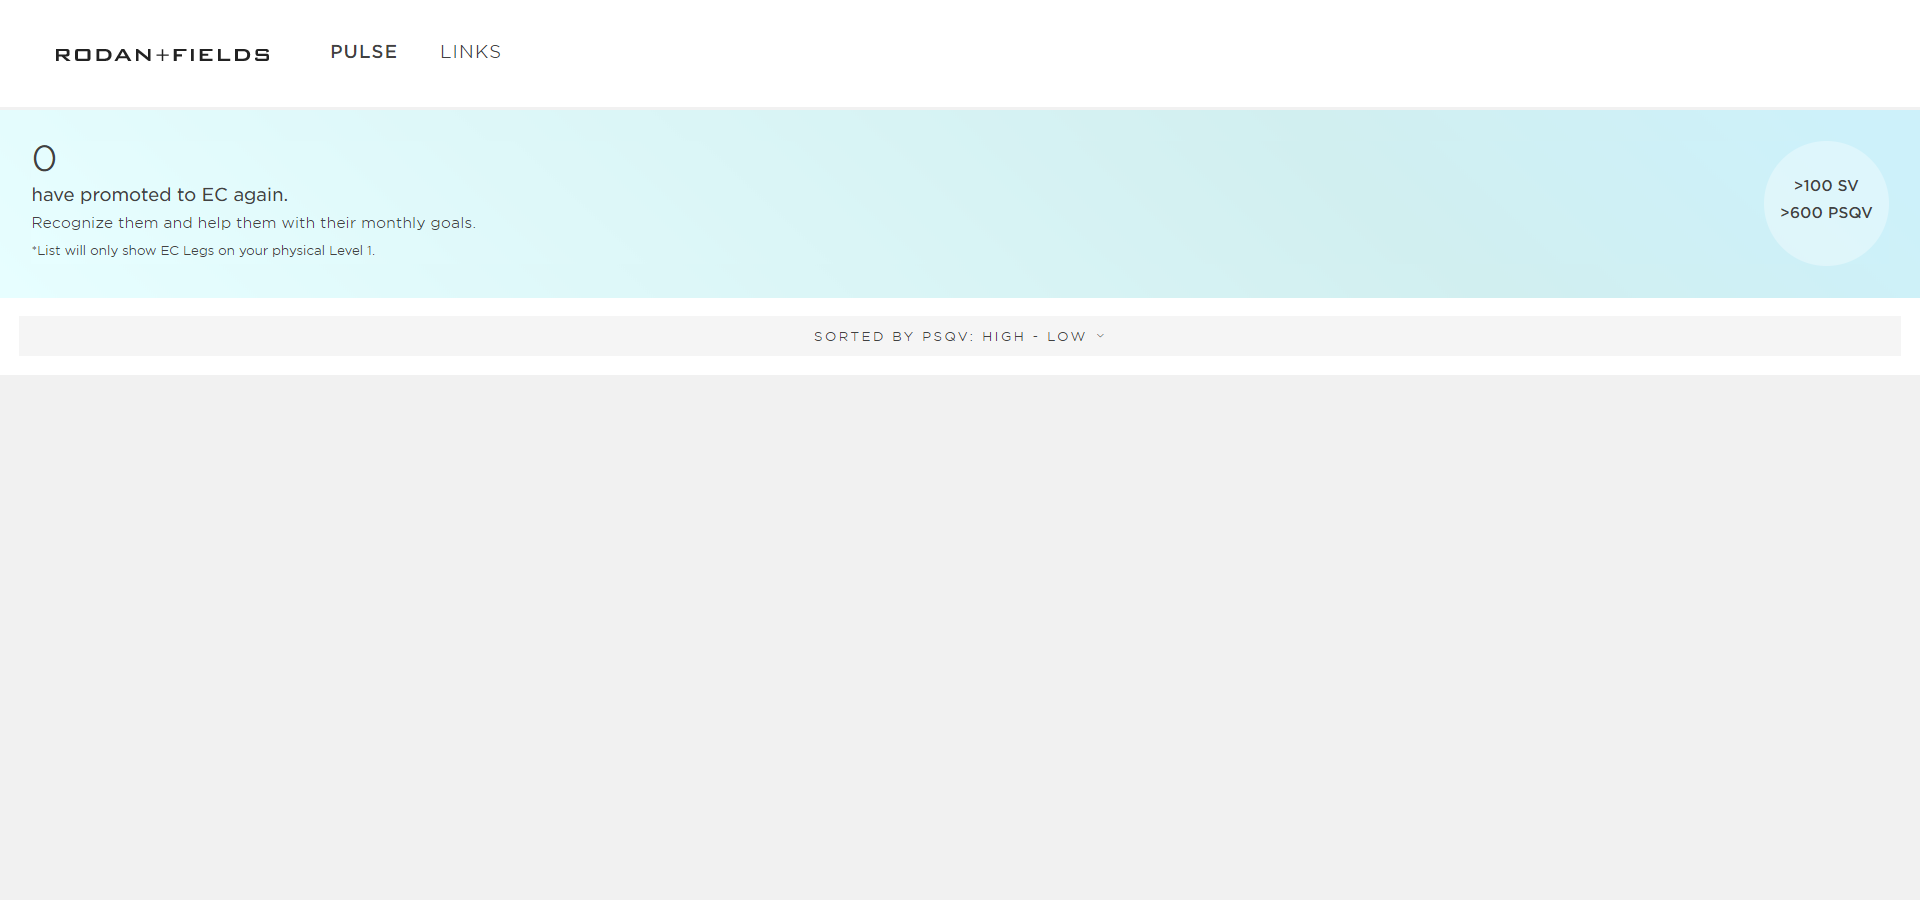 RODAN+FIELDS
PULSE
LINKS
0
have promoted to EC again.
Recognize them and help them with their monthly goals.
*List will only show EC Legs on your physical Level 1.
>100 SV
>600 PSQV
SORTED BY PSQV: HIGH - LOW